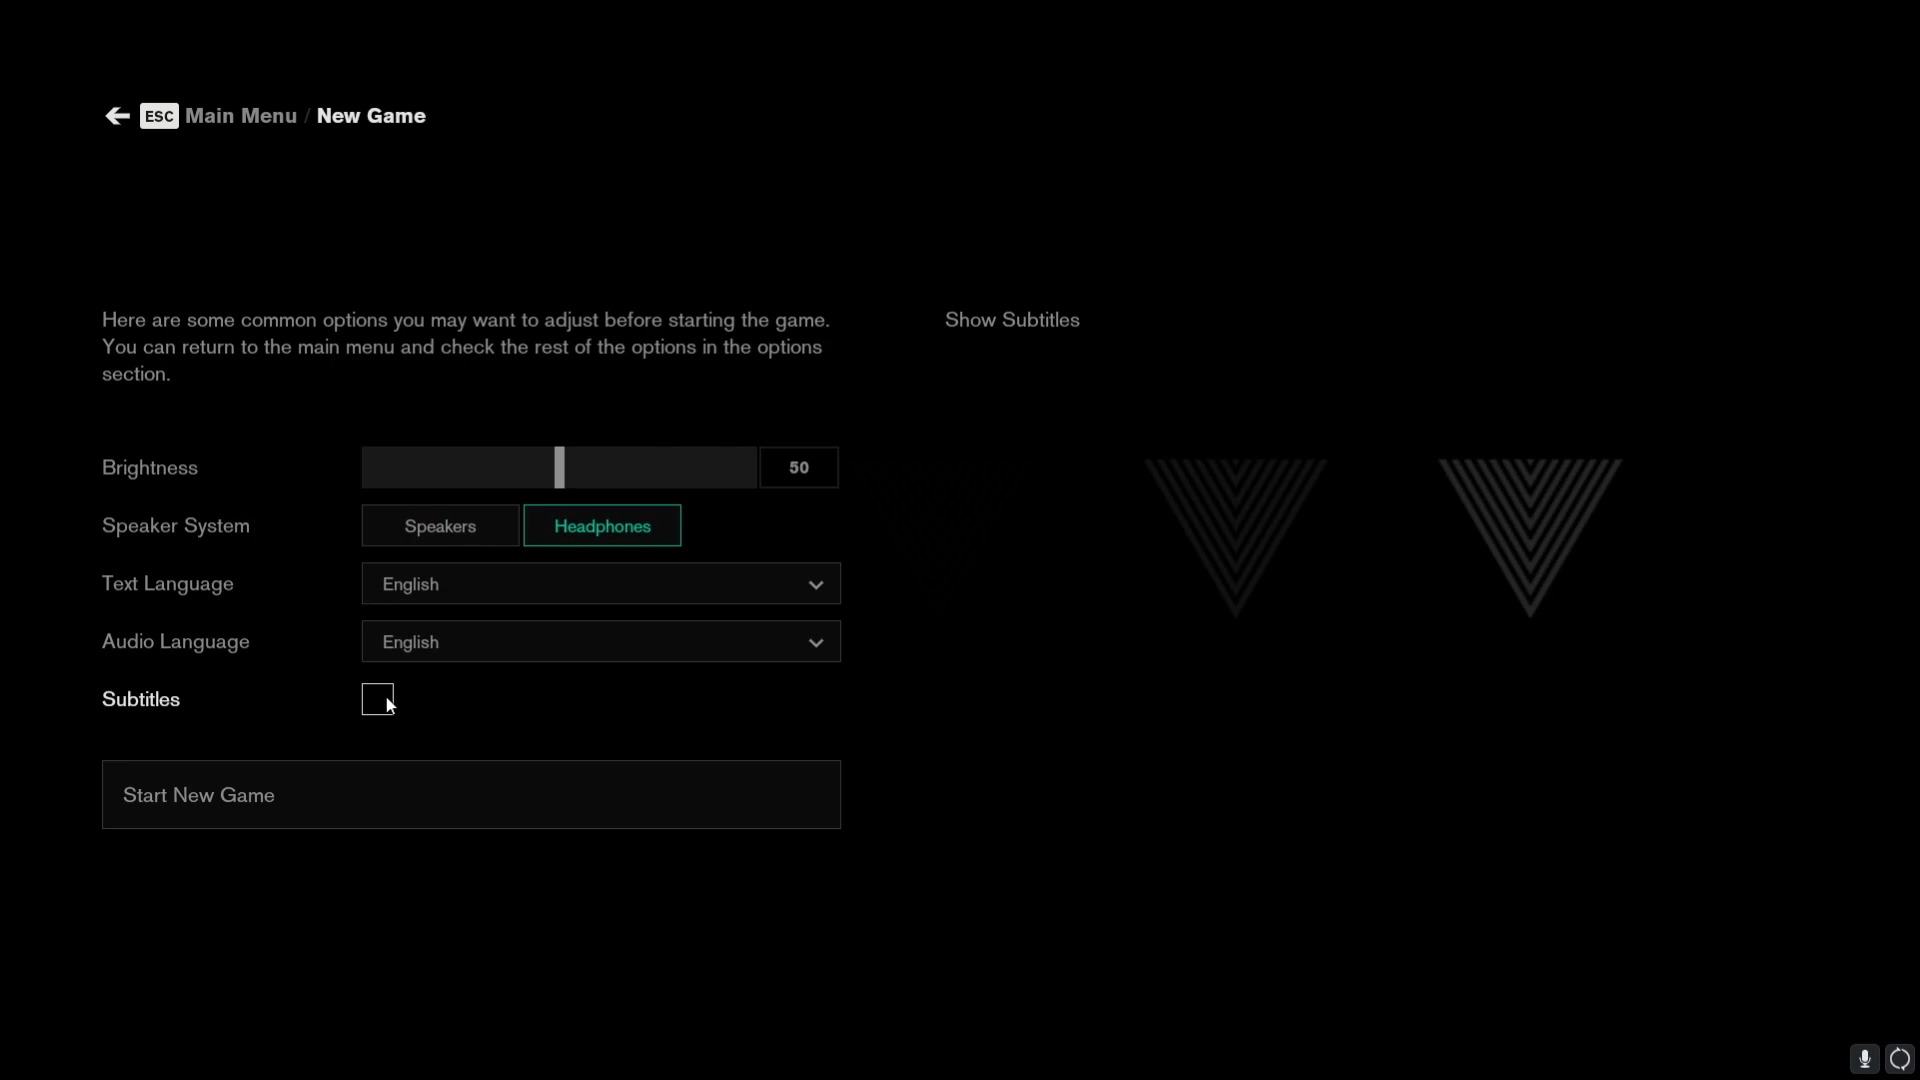 ESC Main Menu / New Game
Here are some common options you may want to adjust before starting the game.
You can return to the main menu and check the rest of the options in the options
section.
Show Subtitles
Brightness 50
Speaker System Speakers Headphones
Text Language English
Audio Language English
Subtitles
Start New Game